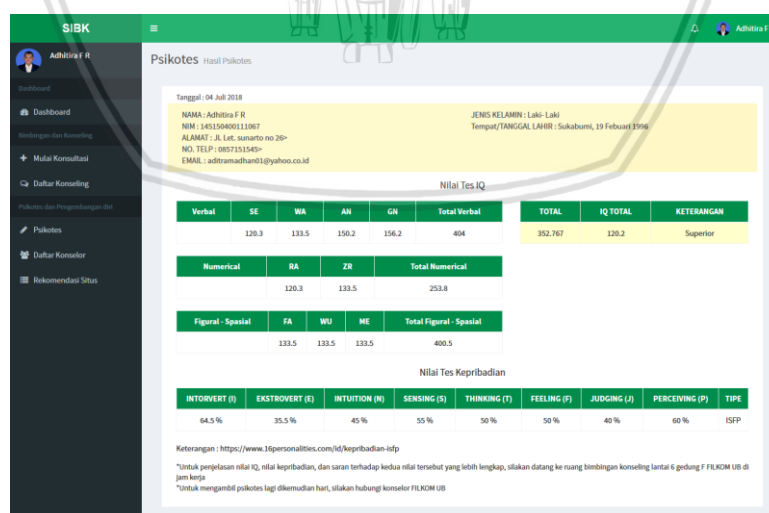 SIBK
Adhitira F
Adhitira F R
Psikotes Hasil Psikotes
Dashboard
Dashboard
Bimbingan dan Konseling
Mulai Konsultasi
Daftar Konseling
Psikotes dan Pengembangan diri
Psikotes
Daftar Konselor
Rekomendasi Situs
Tanggal : 04 Juli 2018
NAMA : Adhitira F R
NIM : 145150400111067
ALAMAT : JL Let. sunarto no 26>
NO. TELP : 0857151545>
EMAIL : aditramadhan01@yahoo.co.id
JENIS KELAMIN : Laki- Laki
Tempat/TANGGAL LAHIR : Sukabumi, 19 Febuari 1996
Nilai Tes IQ
Verbal SE WA AN GN Total Verbal
120.3 133.5 150.2 156.2 404
TOTAL IQ TOTAL KETERANGAN
352.767 120.2 Superior
Numerical RA ZR Total Numerical
120.3 133.5 253.8
Figural - Spasial FA WU ME Total Figural - Spasial
133.5 133.5 133.5 400.5
Nilai Tes Kepribadian
INTORVERT (I) EKSTROVERT (E) INTUITION (N) SENSING (S) THINKING (T) FEELING (F) JUDGING (J) PERCEIVING (P) TIPE
64.5 % 35.5 % 45 % 55 % 50 % 50 % 40 % 60 % ISFP
Keterangan : https://www.16personalities.com/id/kepribadian-isfp
*Untuk penjelasan nilai IQ, nilai kepribadian, dan saran terhadap kedua nilai tersebut yang lebih lengkap, silakan datang ke ruang bimbingan konseling lantai 6 gedung F FILKOM UB di
jam kerja
*Untuk mengambil psikotes lagi dikemudian hari, silakan hubungi konselor FILKOM UB